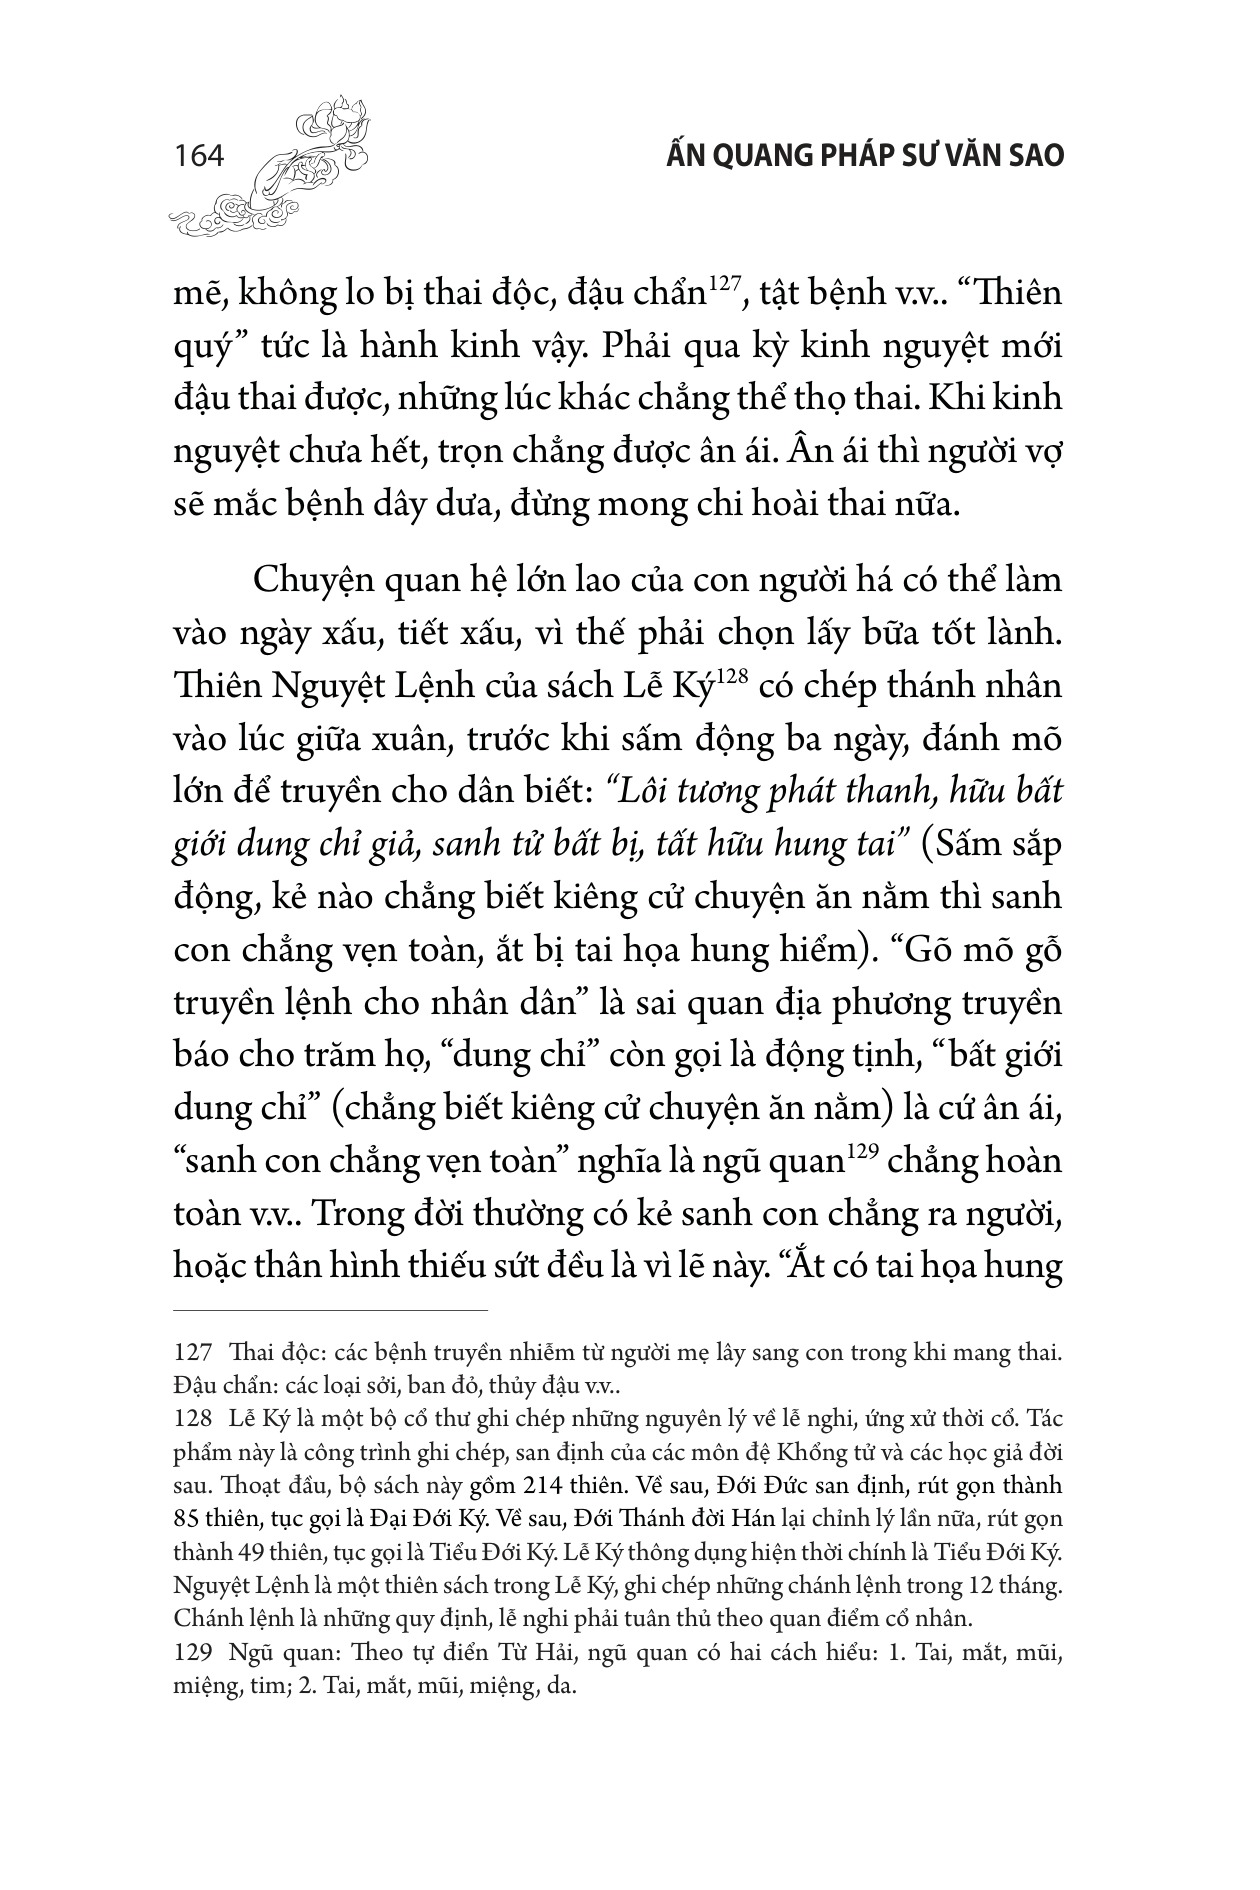 164
ẤN QUANG PHÁP SƯ VĂN SAO
mẽ, không lo bị thai độc, đậu chẩn127, tật bệnh v.v.. “Thiên
quý” tức là hành kinh vậy. Phải qua kỳ kinh nguyệt mới
đậu thai được, những lúc khác chẳng thể thọ thai. Khi kinh
nguyệt chưa hết, trọn chẳng được ân ái. Ân ái thì người vợ
sẽ mắc bệnh dây dưa, đừng mong chi hoài thai nữa.
Chuyện quan hệ lớn lao của con người há có thể làm
vào ngày xấu, tiết xấu, vì thế phải chọn lấy bữa tốt lành.
Thiên Nguyệt Lệnh của sách Lễ Ký128 có chép thánh nhân
vào lúc giữa xuân, trước khi sấm động ba ngày, đánh mõ
lớn để truyền cho dân biết: “Lôi tương phát thanh, hữu bất
giới dung chỉ giả, sanh tử bất bị, tất hữu hung tai” (Sấm sắp
động, kẻ nào chẳng biết kiêng cử chuyện ăn nằm thì sanh
con chẳng vẹn toàn, ắt bị tai họa hung hiểm). “Gõ mõ gỗ
truyền lệnh cho nhân dân” là sai quan địa phương truyền
báo cho trăm họ, “dung chỉ” còn gọi là động tịnh, “bất giới
dung chỉ” (chẳng biết kiêng cử chuyện ăn nằm) là cứ ân ái,
“sanh con chẳng vẹn toàn” nghĩa là ngũ quan129 chẳng hoàn
toàn v.v.. Trong đời thường có kẻ sanh con chẳng ra người,
hoặc thân hình thiếu sứt đều là vì lẽ này. “Ắt có tai họa hung
127 Thai độc: các bệnh truyền nhiễm từ người mẹ lây sang con trong khi mang thai.
Đậu chẩn: các loại sởi, ban đỏ, thủy đậu v.v..
128 Lễ Ký là một bộ cổ thư ghi chép những nguyên lý về lễ nghi, ứng xử thời cổ. Tác
phẩm này là công trình ghi chép, san định của các môn đệ Khổng tử và các học giả đời
sau. Thoạt đầu, bộ sách này gồm 214 thiên. Về sau, Đới Đức san định, rút gọn thành
85 thiên, tục gọi là Đại Đới Ký. Về sau, Đới Thánh đời Hán lại chỉnh lý lần nữa, rút gọn
thành 49 thiên, tục gọi là Tiểu Đới Ký. Lễ Ký thông dụng hiện thời chính là Tiểu Đới Ký.
Nguyệt Lệnh là một thiên sách trong Lễ Ký, ghi chép những chánh lệnh trong 12 tháng.
Chánh lệnh là những quy định, lễ nghi phải tuân thủ theo quan điểm cổ nhân.
129 Ngũ quan: Theo tự điển Từ Hải, ngũ quan có hai cách hiểu: 1. Tai, mắt, mũi,
miệng, tim; 2. Tai, mắt, mũi, miệng, da.